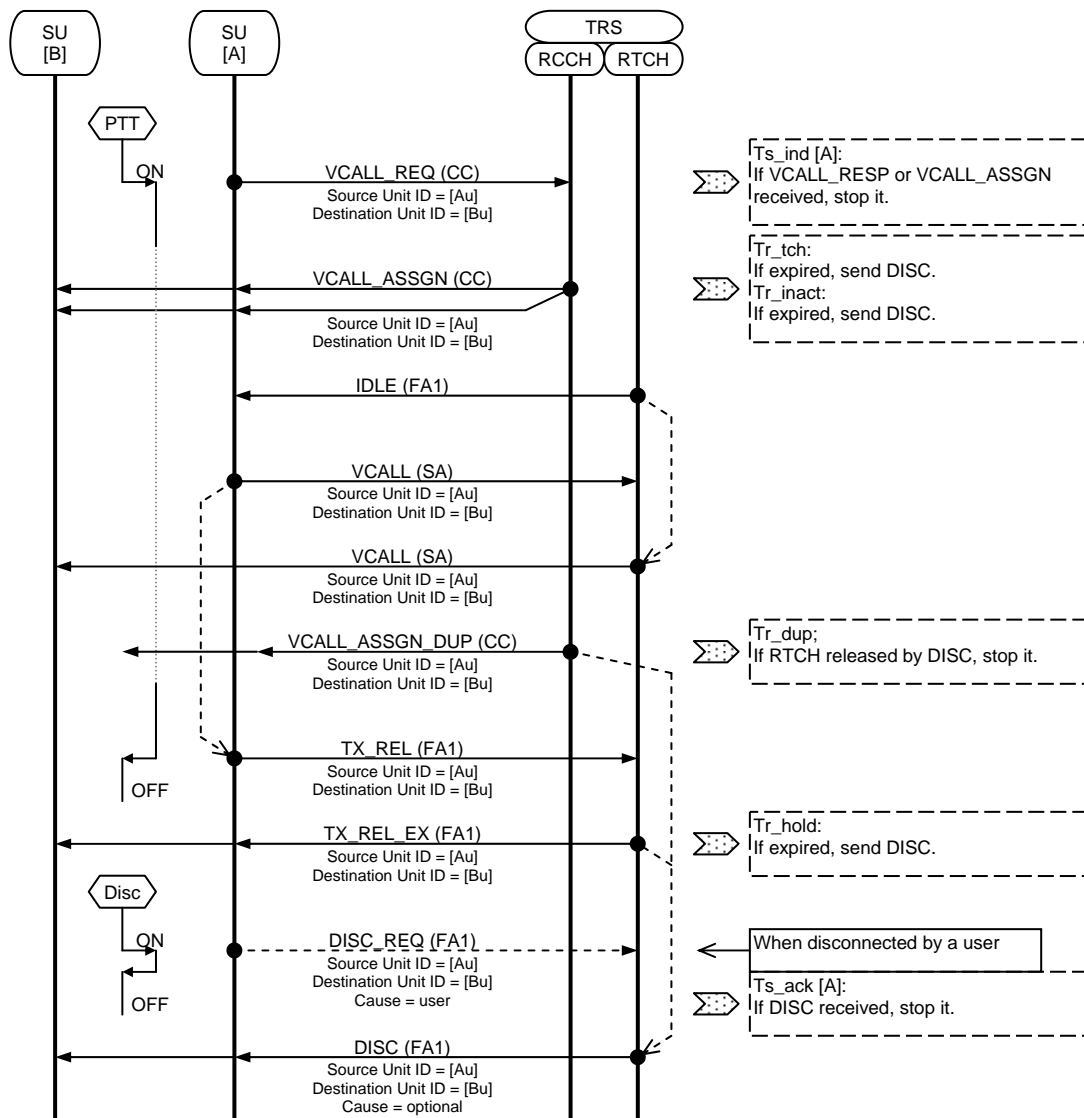 SU
[B]
SU
[A]
TRS
RCCH
RTCH
PTT
ON
VCALL_REQ (CC)
Source Unit ID = [Au]
Destination Unit ID = [Bu]
Ts_ind [A]:
If VCALL_RESP or VCALL_ASSGN
received, stop it.
VCALL_ASSGN (CC)
Source Unit ID = [Au]
Destination Unit ID = [Bu]
Tr_tch:
If expired, send DISC.
Tr_inact:
If expired, send DISC.
IDLE (FA1)
VCALL (SA)
Source Unit ID = [Au]
Destination Unit ID = [Bu]
VCALL (SA)
Source Unit ID = [Au]
Destination Unit ID = [Bu]
VCALL_ASSGN_DUP (CC)
Source Unit ID = [Au]
Destination Unit ID = [Bu]
Tr_dup;
If RTCH released by DISC, stop it.
TX_REL (FA1)
Source Unit ID = [Au]
Destination Unit ID = [Bu]
OFF
TX_REL_EX (FA1)
Source Unit ID = [Au]
Destination Unit ID = [Bu]
Tr_hold:
If expired, send DISC.
Disc
ON
DISC_REQ (FA1)
Source Unit ID = [Au]
Destination Unit ID = [Bu]
Cause = user
OFF
When disconnected by a user
Ts_ack [A]:
If DISC received, stop it.
DISC (FA1)
Source Unit ID = [Au]
Destination Unit ID = [Bu]
Cause = optional